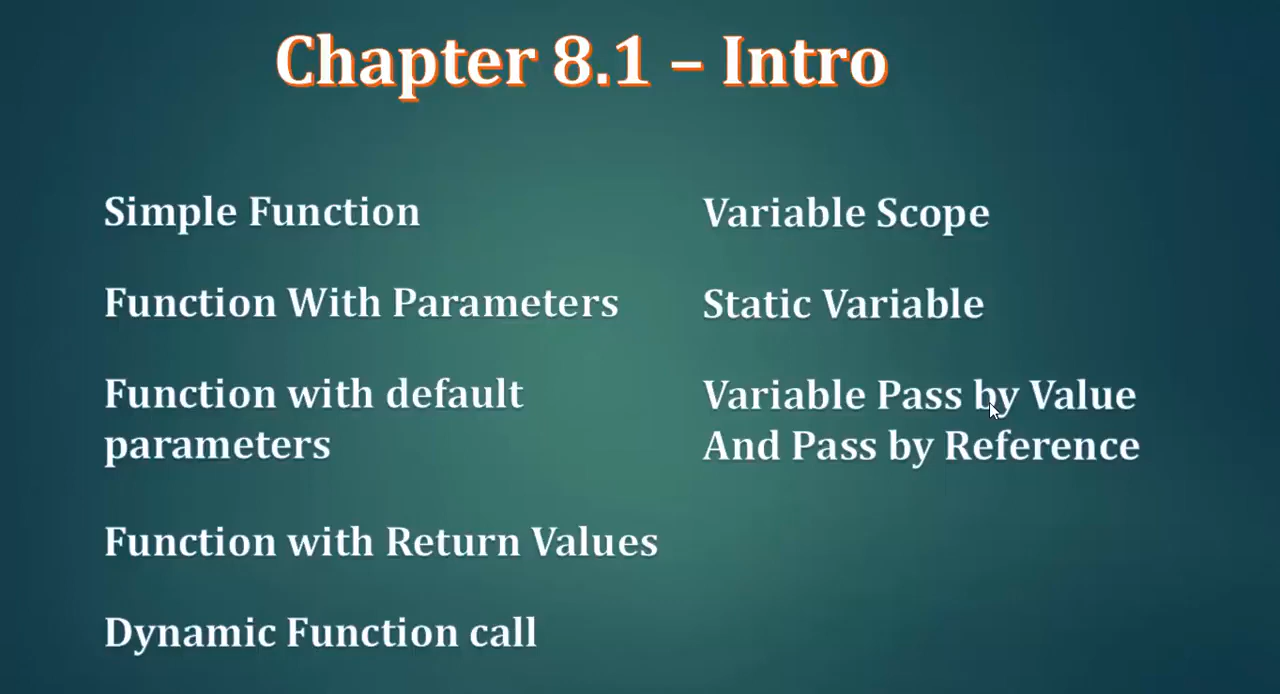 Chapter 8.1 – Intro
Simple Function
Function With Parameters
Function with default
parameters
Function with Return Values
Dynamic Function call
Variable Scope
Static Variable
Variable Pass by Value
And Pass by Reference